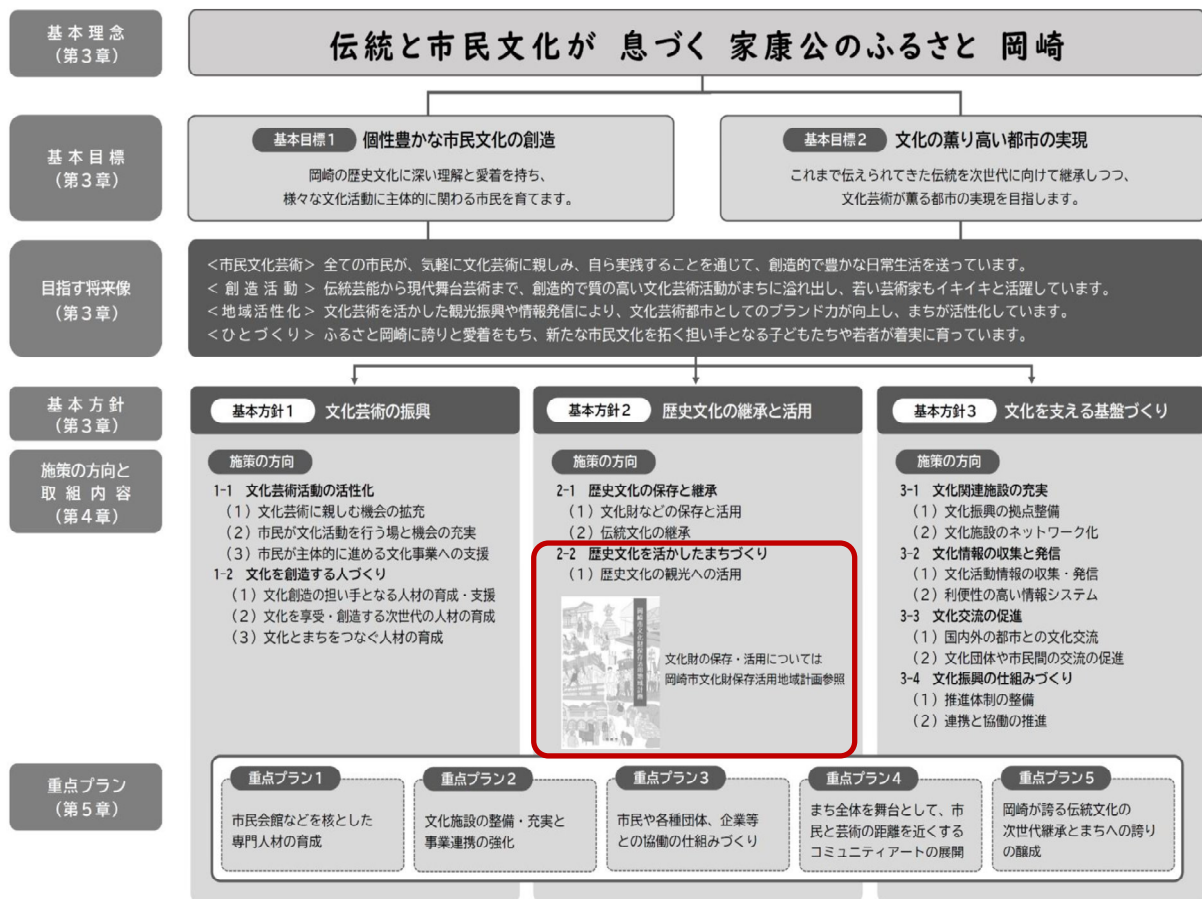 基本理念
(第3章)
伝統と市民文化が 息づく 家康公のふるさと 岡崎
基本目標
(第3章)
基本目標1 個性豊かな市民文化の創造
岡崎の歴史文化に深い理解と愛着を持ち、
様々な文化活動に主体的に関わる市民を育てます。
基本目標2 文化の薫り高い都市の実現
これまで伝えられてきた伝統を次世代に向けて継承しつつ、
文化芸術が薫る都市の実現を目指します。
目指す将来像
(第3章)
<市民文化芸術> 全ての市民が、気軽に文化芸術に親しみ、自ら実践することを通じて、創造的で豊かな日常生活を送っています。
<創造活動> 伝統芸能から現代舞台芸術まで、創造的で質の高い文化芸術活動がまちに溢れ出し、若い芸術家もイキイキと活躍しています。
<地域活性化> 文化芸術を活かした観光振興や情報発信により、文化芸術都市としてのブランド力が向上し、まちが活性化しています。
<ひとづくり> ふるさと岡崎に誇りと愛着をもち、新たな市民文化を拓く担い手となる子どもたちや若者が着実に育っています。
基本方針
(第3章)
基本方針1 文化芸術の振興
基本方針2 歴史文化の継承と活用
基本方針3 文化を支える基盤づくり
施策の方向と
取組内容
(第4章)
施策の方向
1-1 文化芸術活動の活性化
(1)文化芸術に親しむ機会の拡充
(2)市民が文化活動を行う場と機会の充実
(3)市民が主体的に進める文化事業への支援
1-2 文化を創造する人づくり
(1)文化創造の担い手となる人材の育成・支援
(2)文化を享受・創造する次世代の人材の育成
(3)文化とまちをつなぐ人材の育成
施策の方向
2-1 歴史文化の保存と継承
(1)文化財などの保存と活用
(2)伝統文化の継承
2-2 歴史文化を活かしたまちづくり
(1)歴史文化の観光への活用
岡崎市文化財保存活用地域計画
文化財の保存・活用については
岡崎市文化財保存活用地域計画参照
施策の方向
3-1 文化関連施設の充実
(1)文化振興の拠点整備
(2)文化施設のネットワーク化
3-2 文化情報の収集と発信
(1)文化活動情報の収集・発信
(2)利便性の高い情報システム
3-3 文化交流の促進
(1)国内外の都市との文化交流
(2)文化団体や市民間の交流の促進
3-4 文化振興の仕組みづくり
(1)推進体制の整備
(2)連携と協働の推進
重点プラン
(第5章)
重点プラン1
市民会館などを核とした
専門人材の育成
重点プラン2
文化施設の整備・充実と
事業連携の強化
重点プラン3
市民や各種団体、企業等
との協働の仕組みづくり
重点プラン4
まち全体を舞台として、市
民と芸術の距離を近くする
コミュニティアートの展開
重点プラン5
岡崎が誇る伝統文化の
次世代継承とまちへの誇り
の醸成